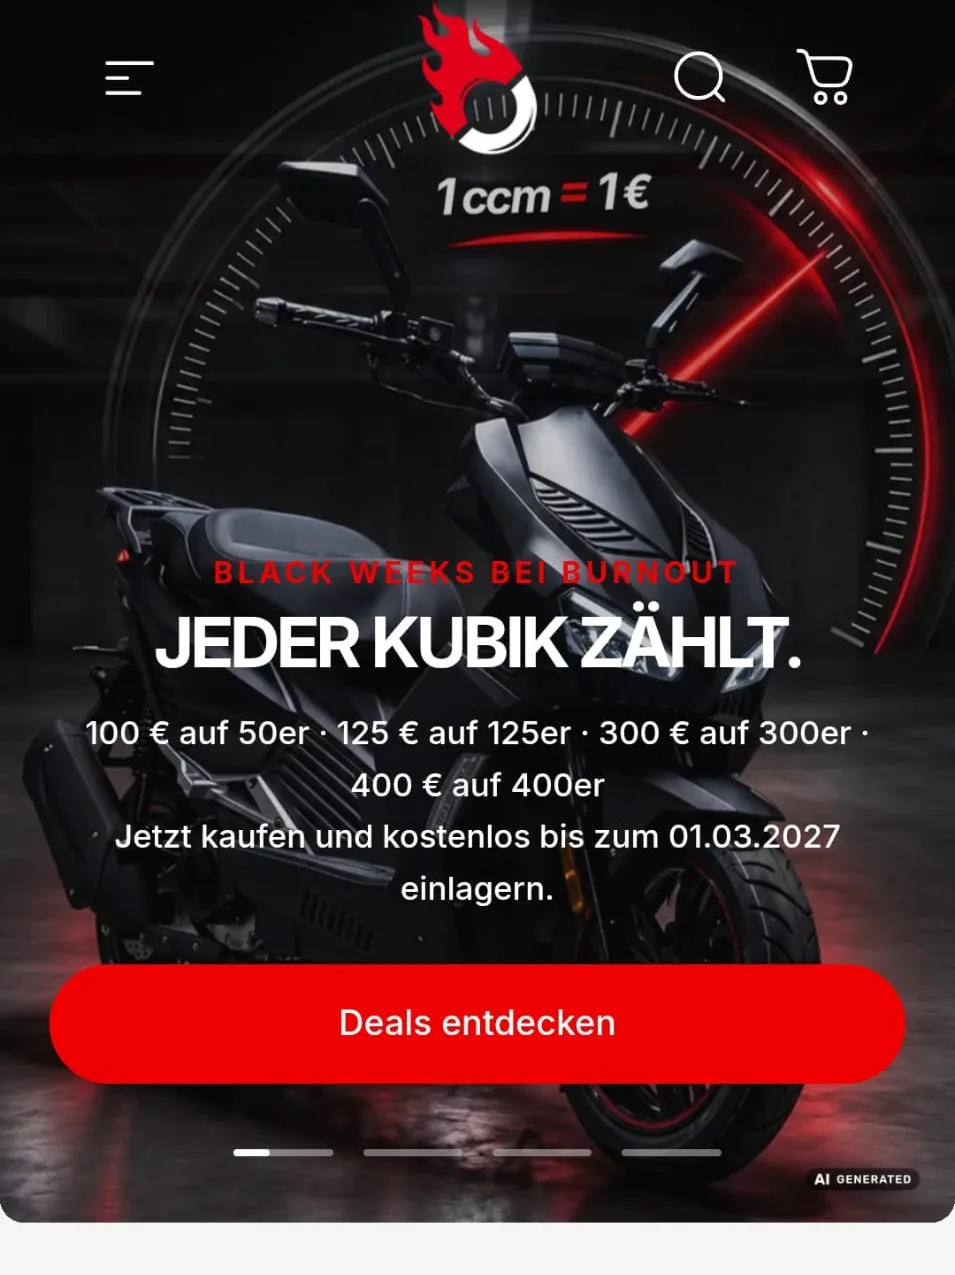 1ccm = 1€
BLACK WEEKS BEI BURNOUT
JEDER KUBIK ZÄHLT.
100 € auf 50er · 125 € auf 125er · 300 € auf 300er ·
400 € auf 400er
Jetzt kaufen und kostenlos bis zum 01.03.2027
einlagern.
Deals entdecken
AI GENERATED